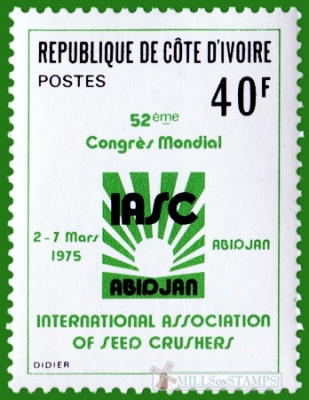 REPUBLIQUE DE CÔTE D'IVOIRE
POSTES
40F
52ème
Congrès Mondial
IASC
2-7 Mars
1975
ABIDJAN
ABIDJAN
INTERNATIONAL ASSOCIATION
OF SEED CRUSHERS
DIDIER
MILLS ON STAMPS